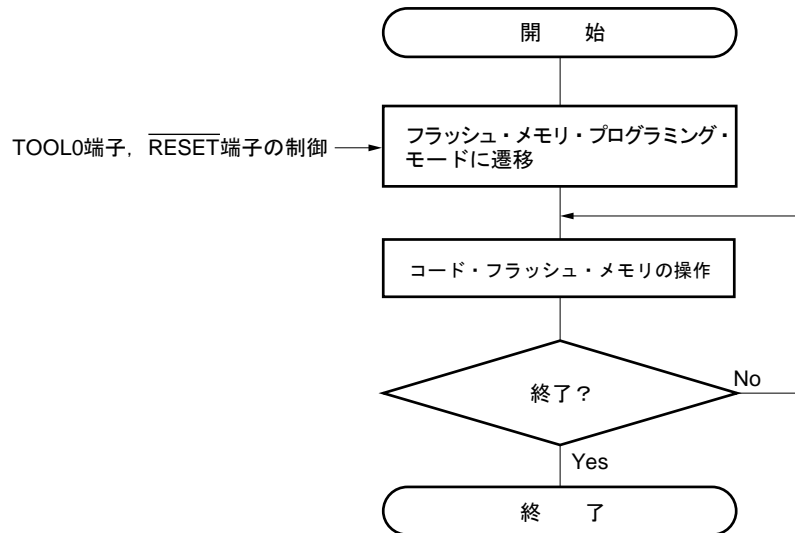 開 始
TOOL0端子，RESET端子の制御
フラッシュ・メモリ・プログラミング・
モードに遷移
コード・フラッシュ・メモリの操作
終了？
No
Yes
終 了